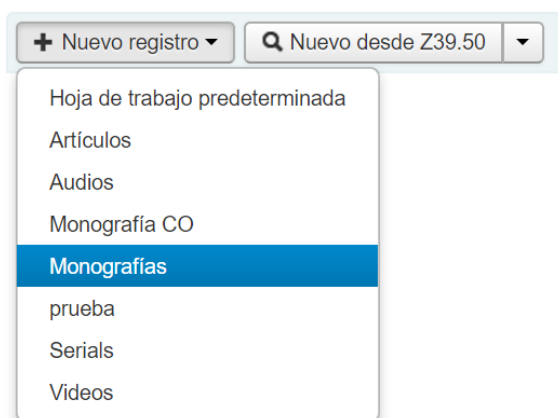 Nuevo registro
Nuevo desde Z39.50
Hoja de trabajo predeterminada
Artículos
Audios
Monografía CO
Monografías
prueba
Serials
Videos